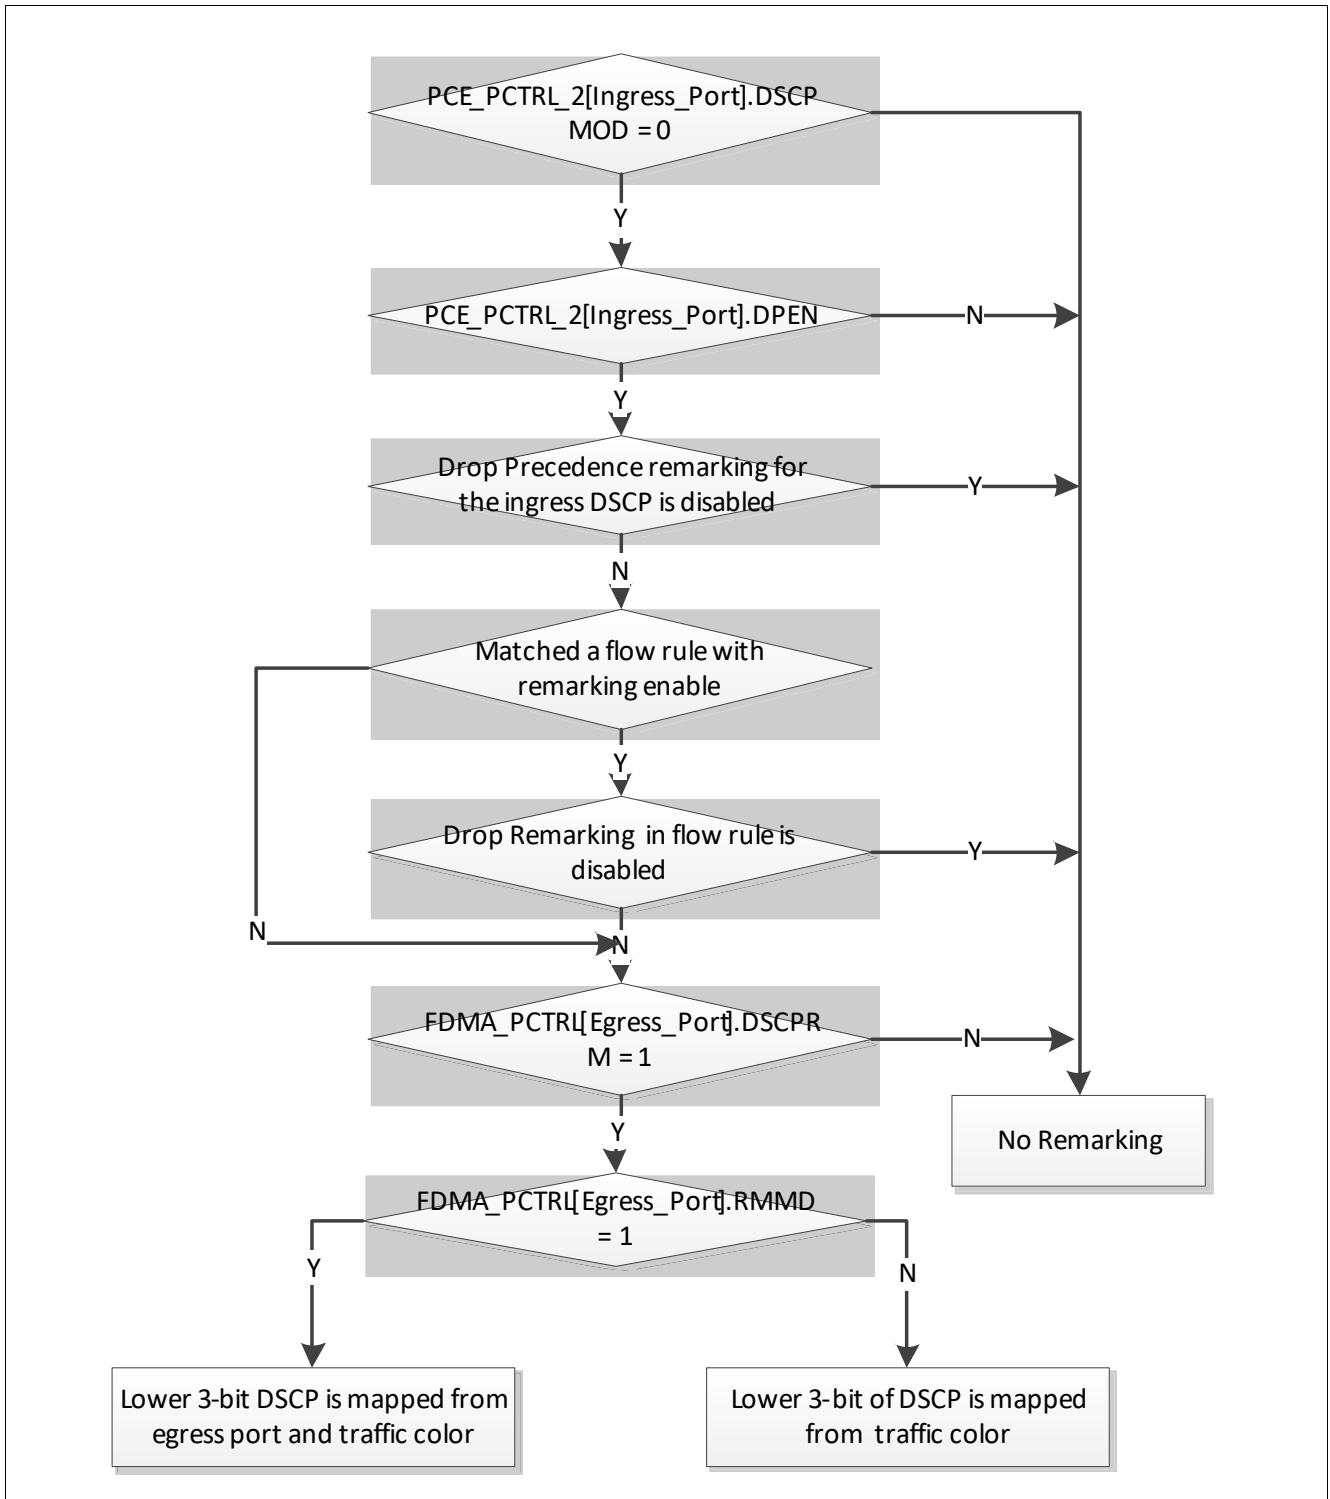 PCE_PCTRL_2[Ingress_Port].DSCP
MOD = 0
Y
PCE_PCTRL_2[Ingress_Port].DPEN
N
Y
Drop Precedence remarking for
the ingress DSCP is disabled
Y
N
Matched a flow rule with
remarking enable
Y
Drop Remarking in flow rule is
disabled
Y
N
N
FDMA_PCTRL[Egress_Port].DSCPR
M = 1
N
Y
No Remarking
FDMA_PCTRL[Egress_Port].RMMD
= 1
Y
N
Lower 3-bit DSCP is mapped from
egress port and traffic color
Lower 3-bit of DSCP is mapped
from traffic color